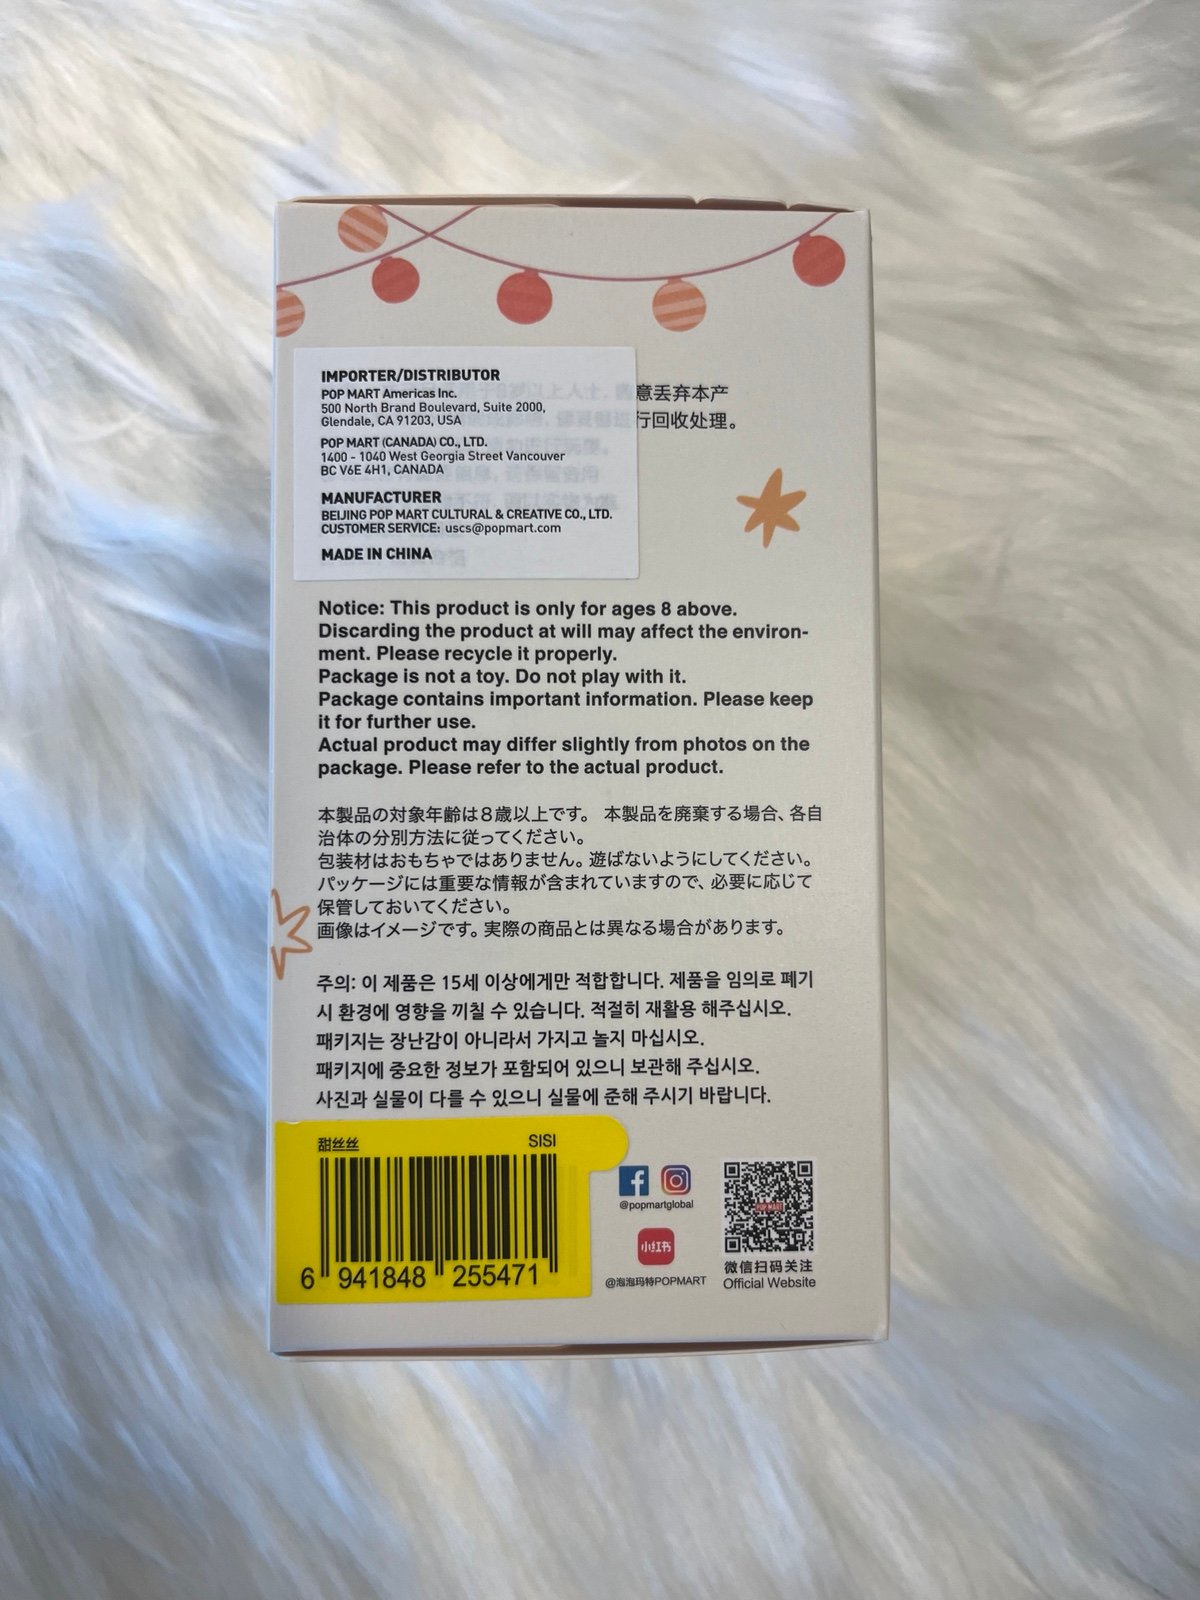 IMPORTER/DISTRIBUTOR
POP MART Americas Inc.
500 North Brand Boulevard, Suite 2000,
Glendale, CA 91203, USA
POP MART (CANADA) CO., LTD.
1400 - 1040 West Georgia Street Vancouver
BC V6E 4H1, CANADA
MANUFACTURER
BEIJING POP MART CULTURAL & CREATIVE CO., LTD.
CUSTOMER SERVICE: uscs@popmart.com
MADE IN CHINA
意丢弃本产
行回收处理。
Notice: This product is only for ages 8 above.
Discarding the product at will may affect the environ-
ment. Please recycle it properly.
Package is not a toy. Do not play with it.
Package contains important information. Please keep
it for further use.
Actual product may differ slightly from photos on the
package. Please refer to the actual product.
本製品の対象年齢は8歳以上です。 本製品を廃棄する場合、各自
治体の分別方法に従ってください。
包装材はおもちゃではありません。遊ばないようにしてください。
パッケージには重要な情報が含まれていますので、必要に応じて
保管しておいてください。
画像はイメージです。実際の商品とは異なる場合があります。
주의: 이 제품은 15세 이상에게만 적합합니다. 제품을 임의로 폐기
시 환경에 영향을 끼칠 수 있습니다. 적절히 재활용 해주십시오.
패키지는 장난감이 아니라서 가지고 놀지 마십시오.
패키지에 중요한 정보가 포함되어 있으니 보관해 주십시오.
사진과 실물이 다를 수 있으니 실물에 준해 주시기 바랍니다.
甜丝丝 SISI
6 941848 255471
@popmartglobal
小红书
@泡泡玛特POPMART
POP MART
微信扫码关注
Official Website